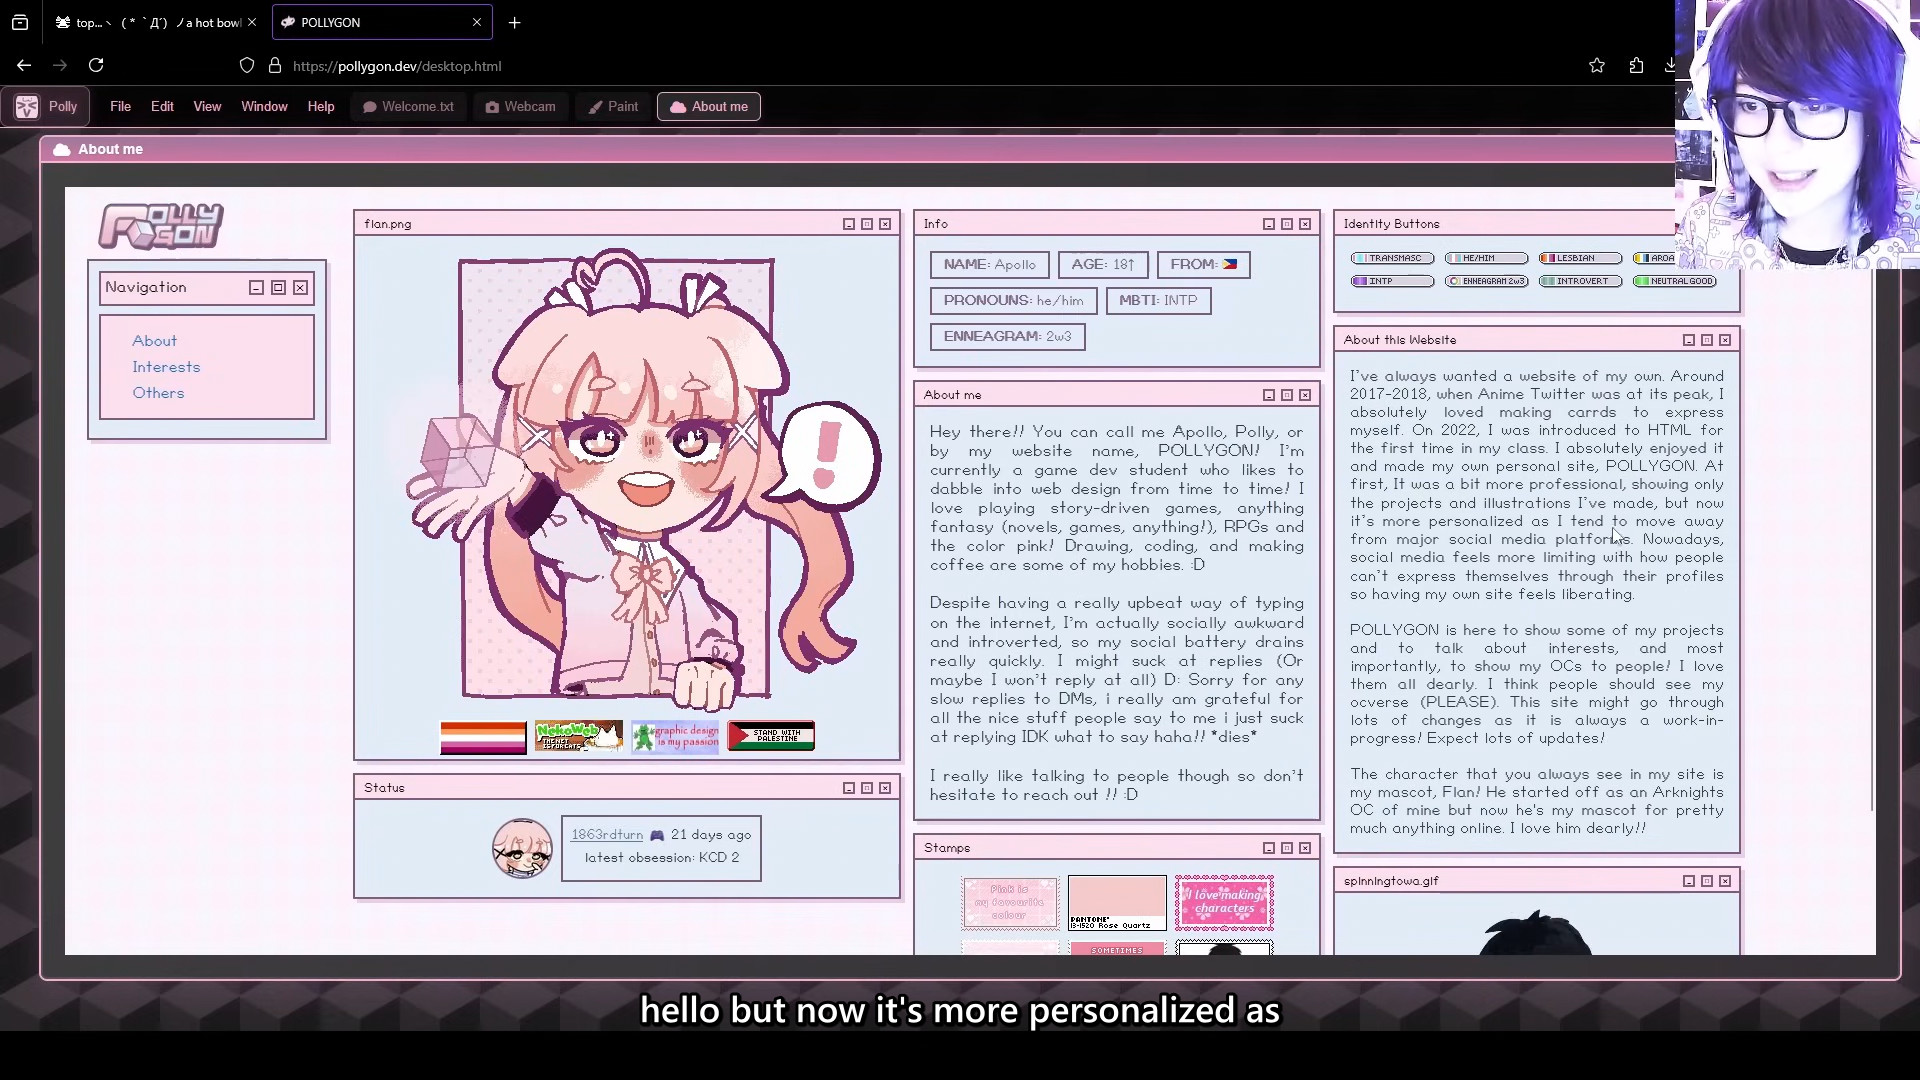 top...ヽ ( * ｀Д´) ノa hot bowl
POLLYGON
https://pollygon.dev/desktop.html
Polly
File
Edit
View
Window
Help
Welcome.txt
Webcam
Paint
About me
About me
POLLY
GON
Navigation
About
Interests
Others
flan.png
graphic design
is my passion
NekoWeb
THE NET
IS FOR CATS
STAND WITH
PALESTINE
Status
1863rdturn 🎮 21 days ago
latest obsession: KCD 2
Info
NAME: Apollo
AGE: 18↑
FROM: 🇵🇭
PRONOUNS: he/him
MBTI: INTP
ENNEAGRAM: 2w3
About me
Hey there!! You can call me Apollo, Polly, or
by my website name, POLLYGON! I'm
currently a game dev student who likes to
dabble into web design from time to time! I
love playing story-driven games, anything
fantasy (novels, games, anything!), RPGs and
the color pink! Drawing, coding, and making
coffee are some of my hobbies. :D
Despite having a really upbeat way of typing
on the internet, I'm actually socially awkward
and introverted, so my social battery drains
really quickly. I might suck at replies (Or
maybe I won't reply at all) D: Sorry for any
slow replies to DMs, i really am grateful for
all the nice stuff people say to me i just suck
at replying IDK what to say haha!! *dies*
I really like talking to people though so don't
hesitate to reach out !! :D
Stamps
Pink is
my favourite
colour
PANTONE®
13-1520 Rose Quartz
I love making
characters
SOMETIMES
Identity Buttons
TRANSMASC
HE/HIM
LESBIAN
AROA
INTP
ENNEAGRAM 2w3
INTROVERT
NEUTRAL GOOD
About this Website
I've always wanted a website of my own. Around
2017-2018, when Anime Twitter was at its peak, I
absolutely loved making carrds to express
myself. On 2022, I was introduced to HTML for
the first time in my class. I absolutely enjoyed it
and made my own personal site, POLLYGON. At
first, It was a bit more professional, showing only
the projects and illustrations I've made, but now
it's more personalized as I tend to move away
from major social media platforms. Nowadays,
social media feels more limiting with how people
can't express themselves through their profiles
so having my own site feels liberating.
POLLYGON is here to show some of my projects
and to talk about interests, and most
importantly, to show my OCs to people! I love
them all dearly. I think people should see my
ocverse (PLEASE). This site might go through
lots of changes as it is always a work-in-
progress! Expect lots of updates!
The character that you always see in my site is
my mascot, Flan! He started off as an Arknights
OC of mine but now he's my mascot for pretty
much anything online. I love him dearly!!
spinningtowa.gif
hello but now it's more personalized as